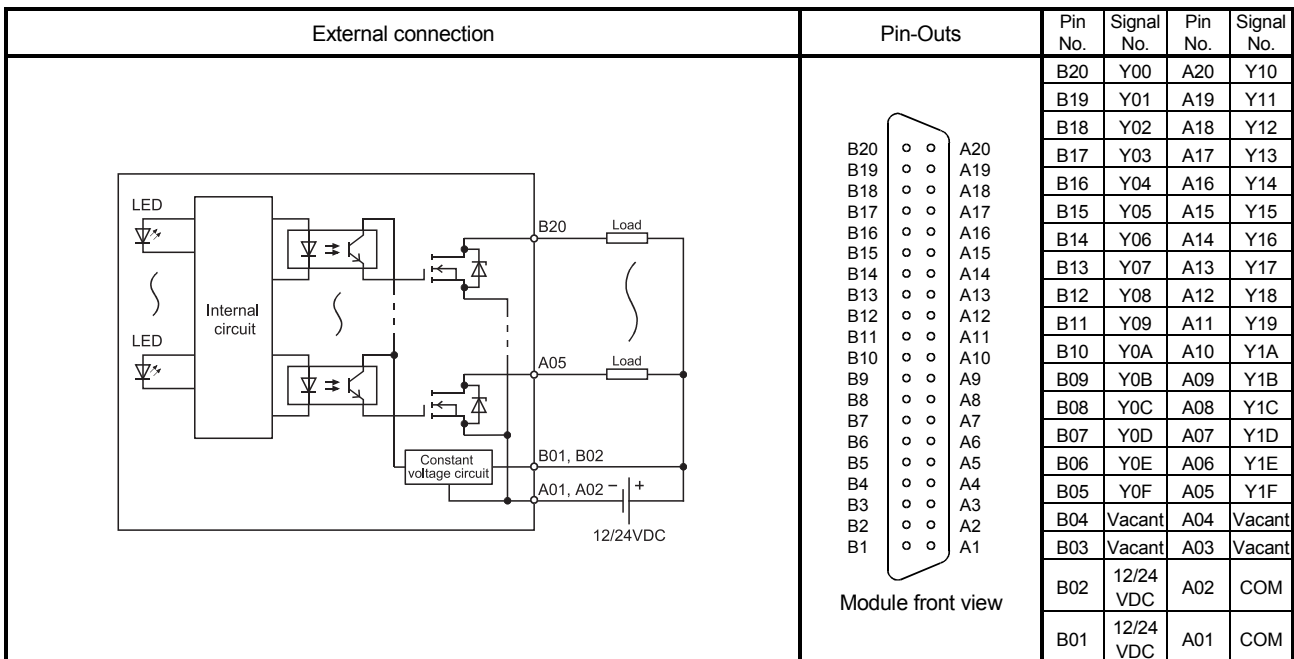 External connection
Pin-Outs
Pin No. Signal No. Pin No. Signal No.
LED
LED
Internal
circuit
B20
Load
A05
Load
Constant
voltage circuit
B01, B02
A01, A02
− +
12/24VDC
B20 A20
B19 A19
B18 A18
B17 A17
B16 A16
B15 A15
B14 A14
B13 A13
B12 A12
B11 A11
B10 A10
B9 A9
B8 A8
B7 A7
B6 A6
B5 A5
B4 A4
B3 A3
B2 A2
B1 A1
Module front view
B20 Y00 A20 Y10
B19 Y01 A19 Y11
B18 Y02 A18 Y12
B17 Y03 A17 Y13
B16 Y04 A16 Y14
B15 Y05 A15 Y15
B14 Y06 A14 Y16
B13 Y07 A13 Y17
B12 Y08 A12 Y18
B11 Y09 A11 Y19
B10 Y0A A10 Y1A
B09 Y0B A09 Y1B
B08 Y0C A08 Y1C
B07 Y0D A07 Y1D
B06 Y0E A06 Y1E
B05 Y0F A05 Y1F
B04 Vacant A04 Vacant
B03 Vacant A03 Vacant
B02 12/24 VDC A02 COM
B01 12/24 VDC A01 COM